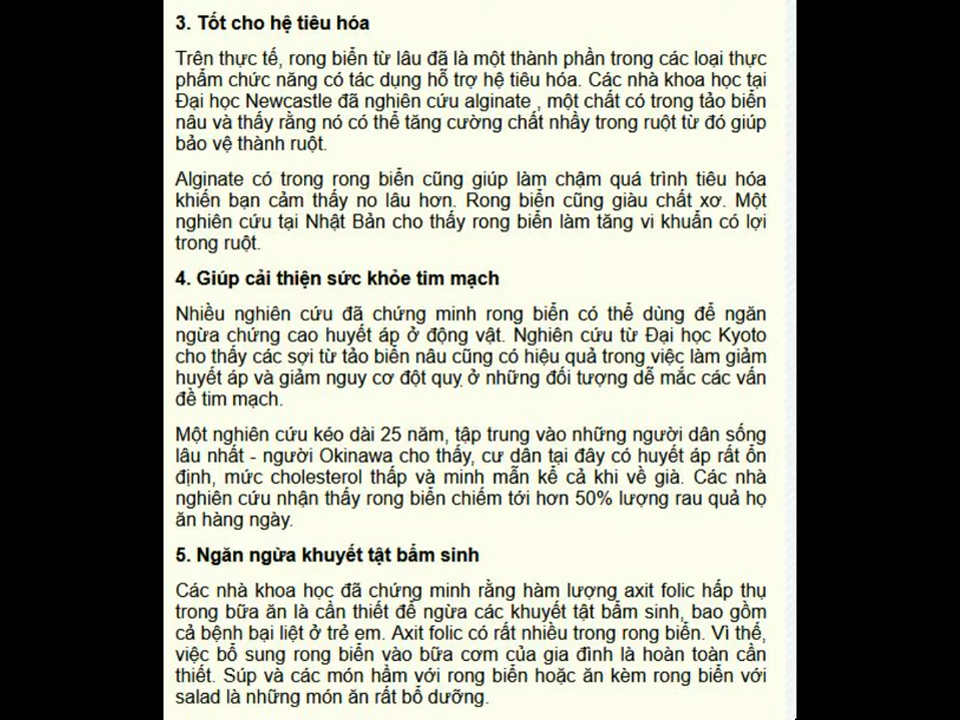 3. Tốt cho hệ tiêu hóa
Trên thực tế, rong biển từ lâu đã là một thành phần trong các loại thực
phẩm chức năng có tác dụng hỗ trợ hệ tiêu hóa. Các nhà khoa học tại
Đại học Newcastle đã nghiên cứu alginate , một chất có trong tảo biển
nâu và thấy rằng nó có thể tăng cường chất nhầy trong ruột từ đó giúp
bảo vệ thành ruột.
Alginate có trong rong biển cũng giúp làm chậm quá trình tiêu hóa
khiến bạn cảm thấy no lâu hơn. Rong biển cũng giàu chất xơ. Một
nghiên cứu tại Nhật Bản cho thấy rong biển làm tăng vi khuẩn có lợi
trong ruột.
4. Giúp cải thiện sức khỏe tim mạch
Nhiều nghiên cứu đã chứng minh rong biển có thể dùng để ngăn
ngừa chứng cao huyết áp ở động vật. Nghiên cứu từ Đại học Kyoto
cho thấy các sợi từ tảo biển nâu cũng có hiệu quả trong việc làm giảm
huyết áp và giảm nguy cơ đột quỵ ở những đối tượng dễ mắc các vấn
đề tim mạch.
Một nghiên cứu kéo dài 25 năm, tập trung vào những người dân sống
lâu nhất - người Okinawa cho thấy, cư dân tại đây có huyết áp rất ổn
định, mức cholesterol thấp và minh mẫn kể cả khi về già. Các nhà
nghiên cứu nhận thấy rong biển chiếm tới hơn 50% lượng rau quả họ
ăn hàng ngày.
5. Ngăn ngừa khuyết tật bẩm sinh
Các nhà khoa học đã chứng minh rằng hàm lượng axit folic hấp thụ
trong bữa ăn là cần thiết để ngừa các khuyết tật bẩm sinh, bao gồm
cả bệnh bại liệt ở trẻ em. Axit folic có rất nhiều trong rong biển. Vì thế,
việc bổ sung rong biển vào bữa cơm của gia đình là hoàn toàn cần
thiết. Súp và các món hầm với rong biển hoặc ăn kèm rong biển với
salad là những món ăn rất bổ dưỡng.